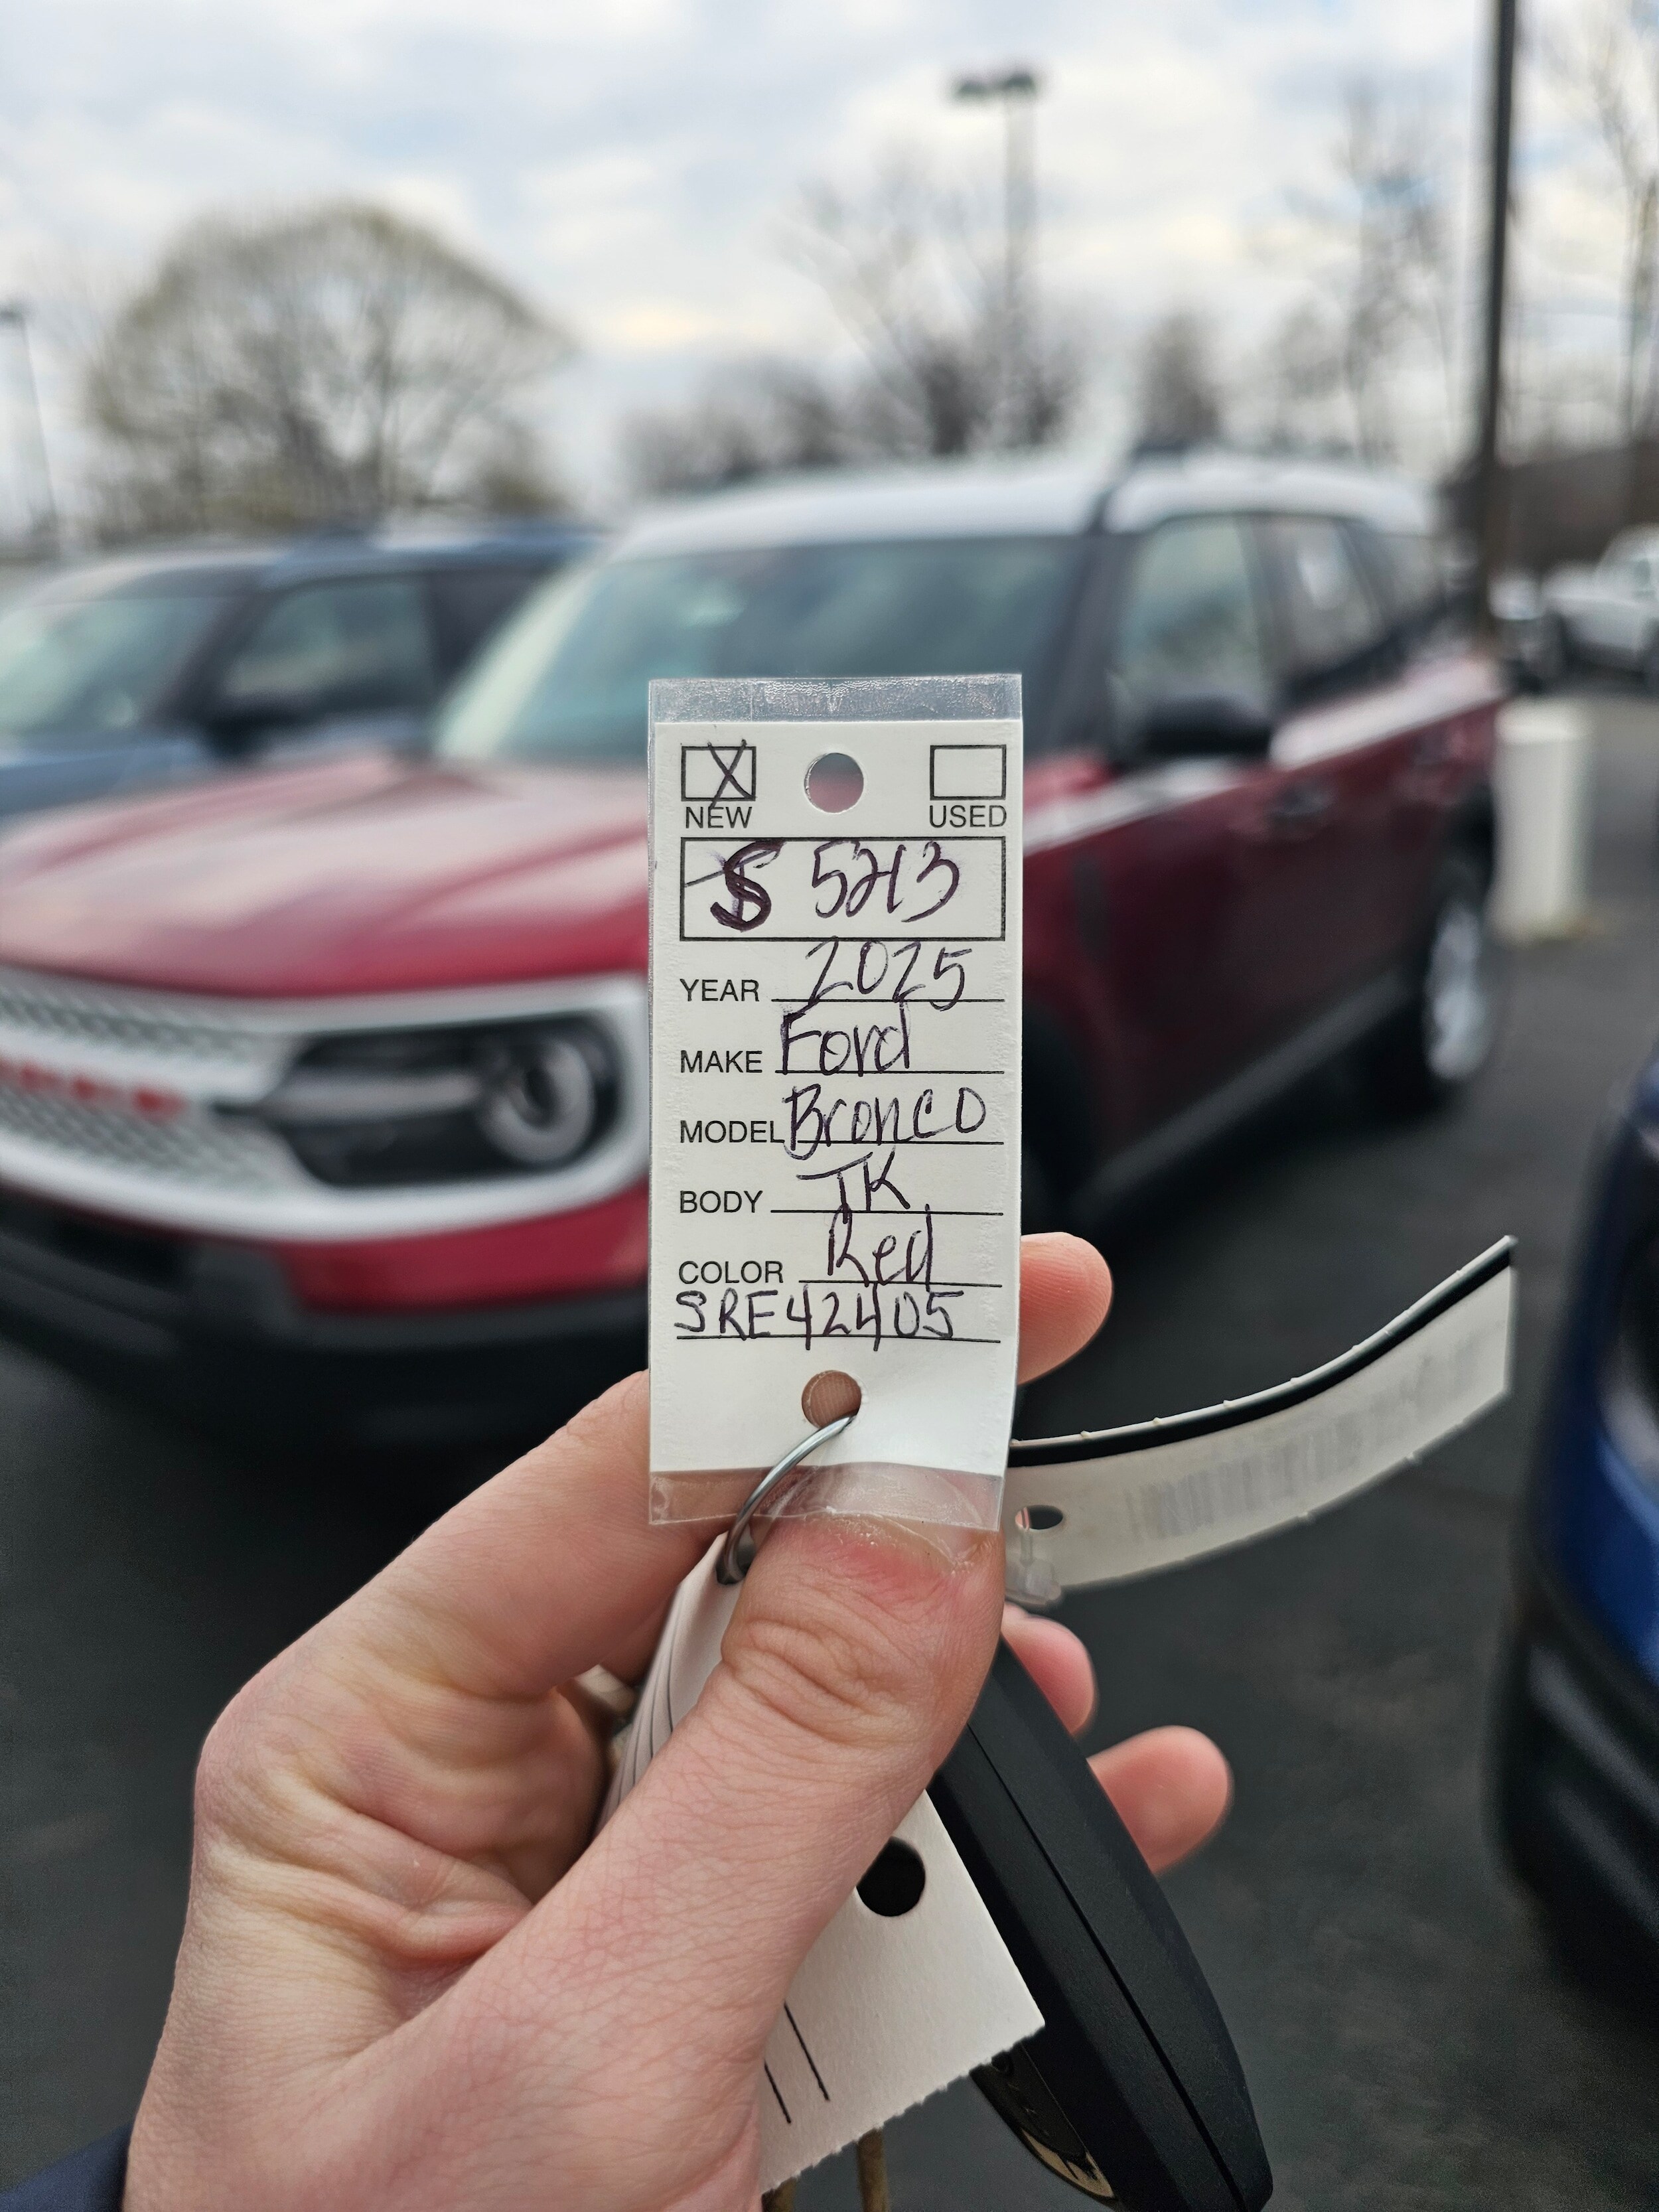 NEW USED
$ 5213
YEAR 2025
MAKE Ford
MODEL Bronco
BODY TK
COLOR Red
SRE42405